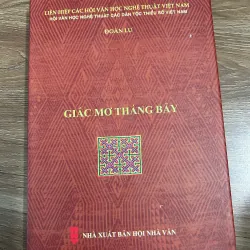 LIÊN HIỆP CÁC HỘI VĂN HỌC NGHỆ THUẬT VIỆT NAM
HỘI VĂN HỌC NGHỆ THUẬT CÁC DÂN TỘC THIỂU SỐ VIỆT NAM
ĐOÀN LƯ
GIẤC MƠ THÁNG BẢY
NHÀ XUẤT BẢN HỘI NHÀ VĂN